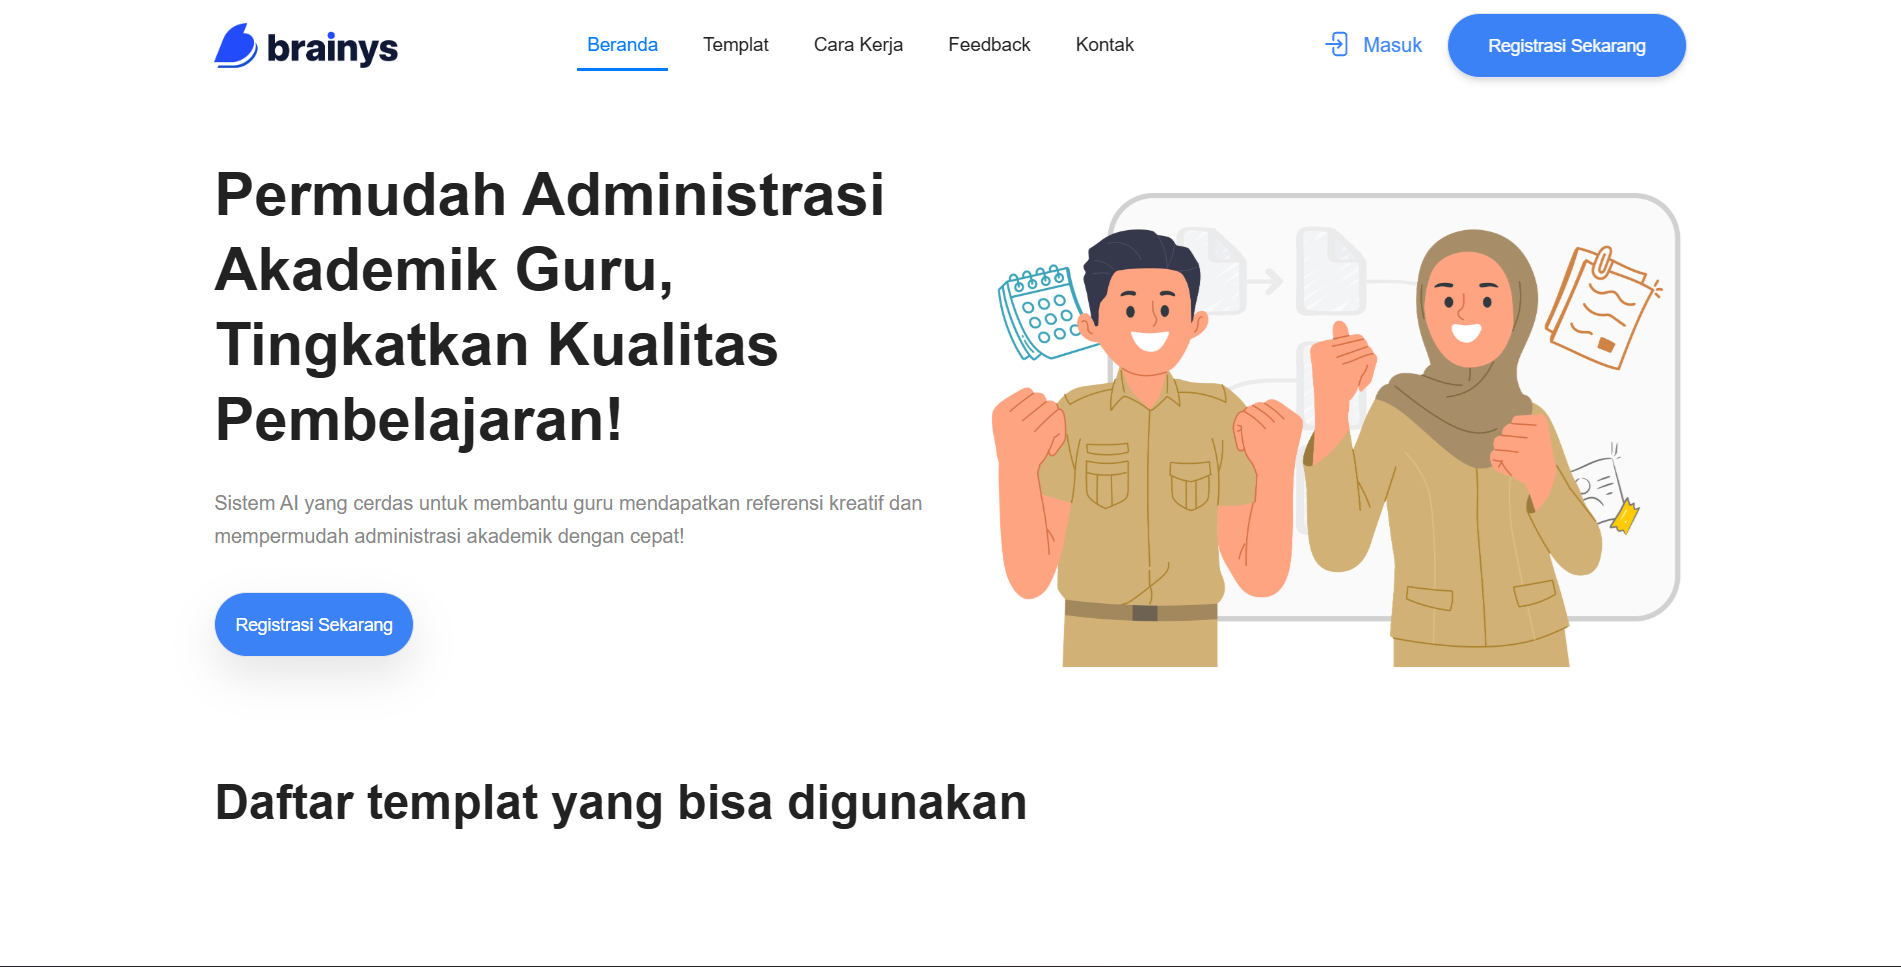 brainys
Beranda
Templat
Cara Kerja
Feedback
Kontak
Masuk
Registrasi Sekarang
Permudah Administrasi
Akademik Guru,
Tingkatkan Kualitas
Pembelajaran!
Sistem AI yang cerdas untuk membantu guru mendapatkan referensi kreatif dan
mempermudah administrasi akademik dengan cepat!
Registrasi Sekarang
Daftar templat yang bisa digunakan